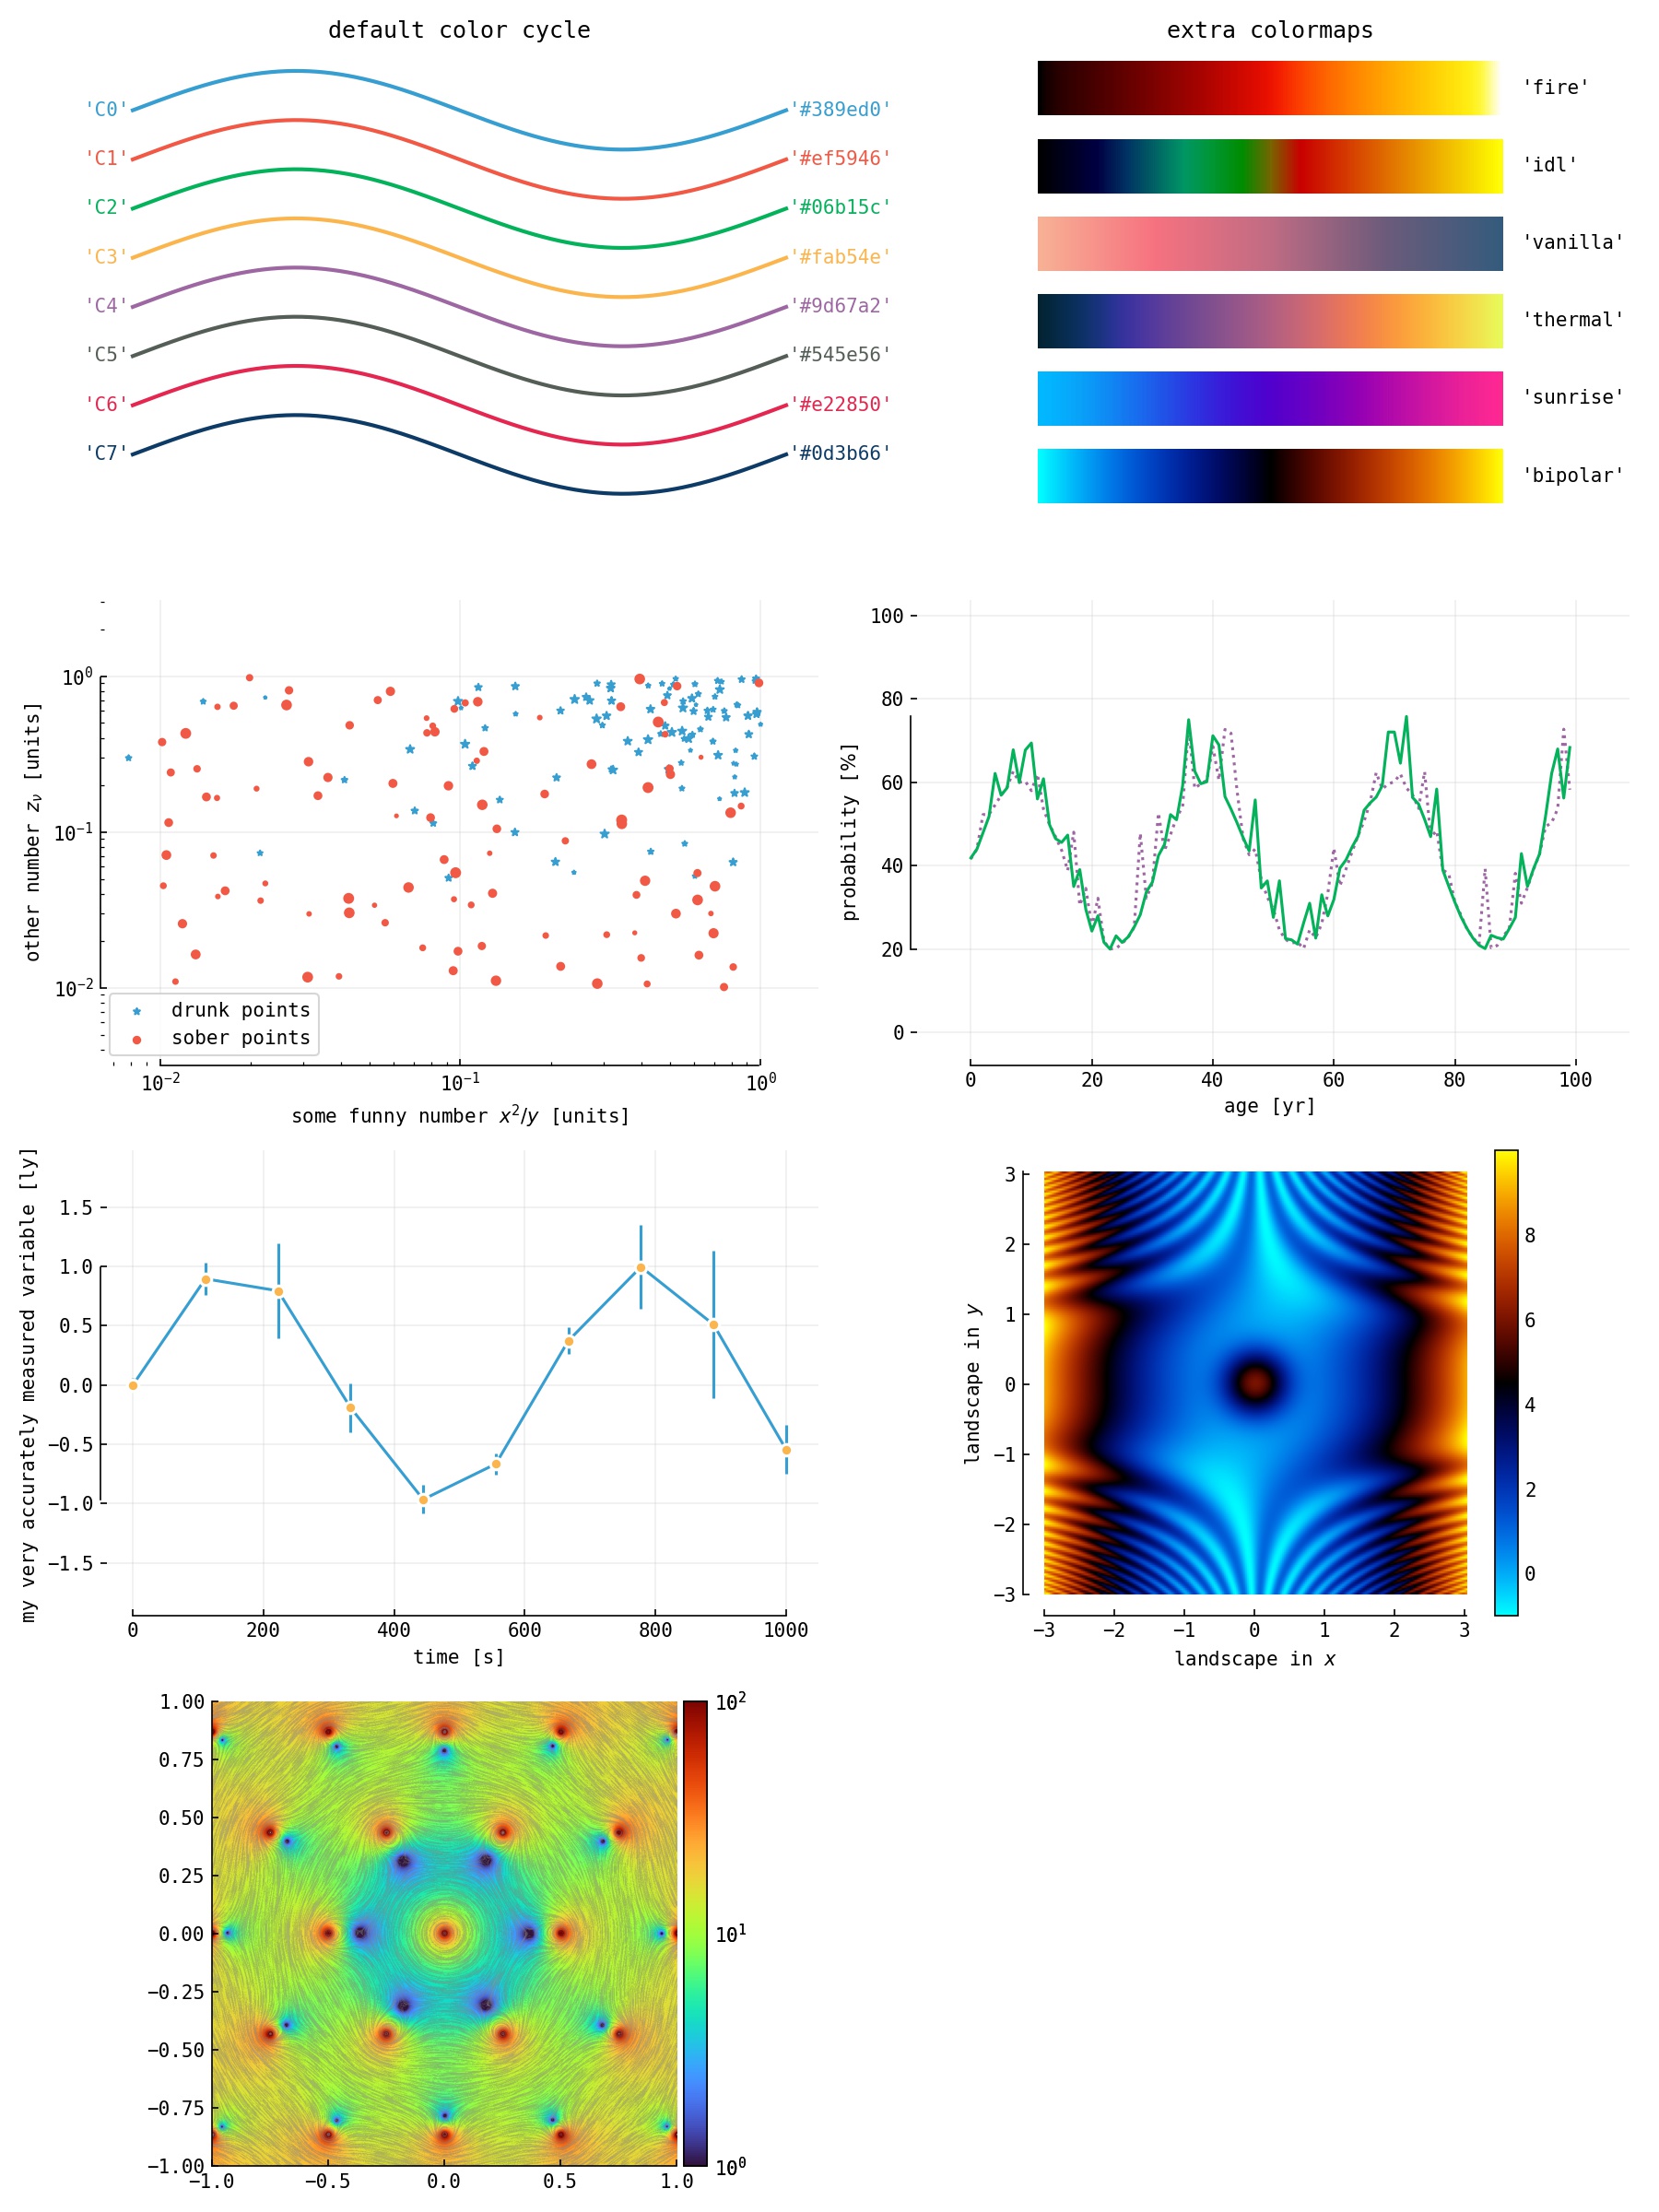 default color cycle
'C0' '#389ed0'
'C1' '#ef5946'
'C2' '#06b15c'
'C3' '#fab54e'
'C4' '#9d67a2'
'C5' '#545e56'
'C6' '#e22850'
'C7' '#0d3b66'
extra colormaps
'fire'
'idl'
'vanilla'
'thermal'
'sunrise'
'bipolar'
other number z_ν [units]
10⁰
10⁻¹
10⁻²
drunk points
sober points
10⁻² 10⁻¹ 10⁰
some funny number x²/y [units]
probability [%]
100
80
60
40
20
0
0 20 40 60 80 100
age [yr]
my very accurately measured variable [ly]
1.5
1.0
0.5
0.0
−0.5
−1.0
−1.5
0 200 400 600 800 1000
time [s]
landscape in y
3
2
1
0
−1
−2
−3
−3 −2 −1 0 1 2 3
landscape in x
8
6
4
2
0
1.00
0.75
0.50
0.25
0.00
−0.25
−0.50
−0.75
−1.00
−1.0 −0.5 0.0 0.5 1.0
10²
10¹
10⁰